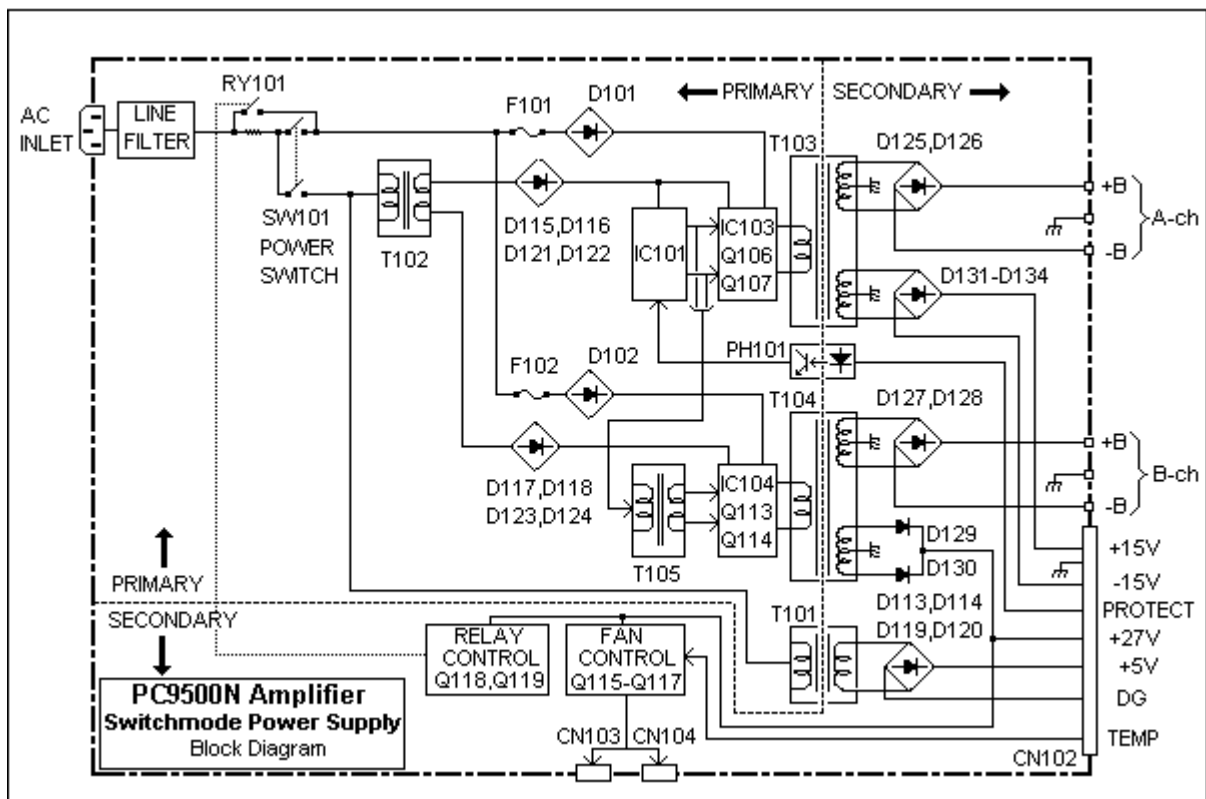 RY101
AC
INLET
LINE
FILTER
F101
D101
PRIMARY
SECONDARY
T103
D125,D126
+B
A-ch
-B
SW101
POWER
SWITCH
T102
D115,D116
D121,D122
IC101
IC103
Q106
Q107
D131-D134
PH101
F102
D102
T104
D127,D128
+B
B-ch
-B
D117,D118
D123,D124
T105
IC104
Q113
Q114
D129
D130
+15V
-15V
PROTECT
+27V
+5V
DG
TEMP
CN102
PRIMARY
SECONDARY
T101
D113,D114
D119,D120
RELAY
CONTROL
Q118,Q119
FAN
CONTROL
Q115-Q117
CN103
CN104
PC9500N Amplifier
Switchmode Power Supply
Block Diagram